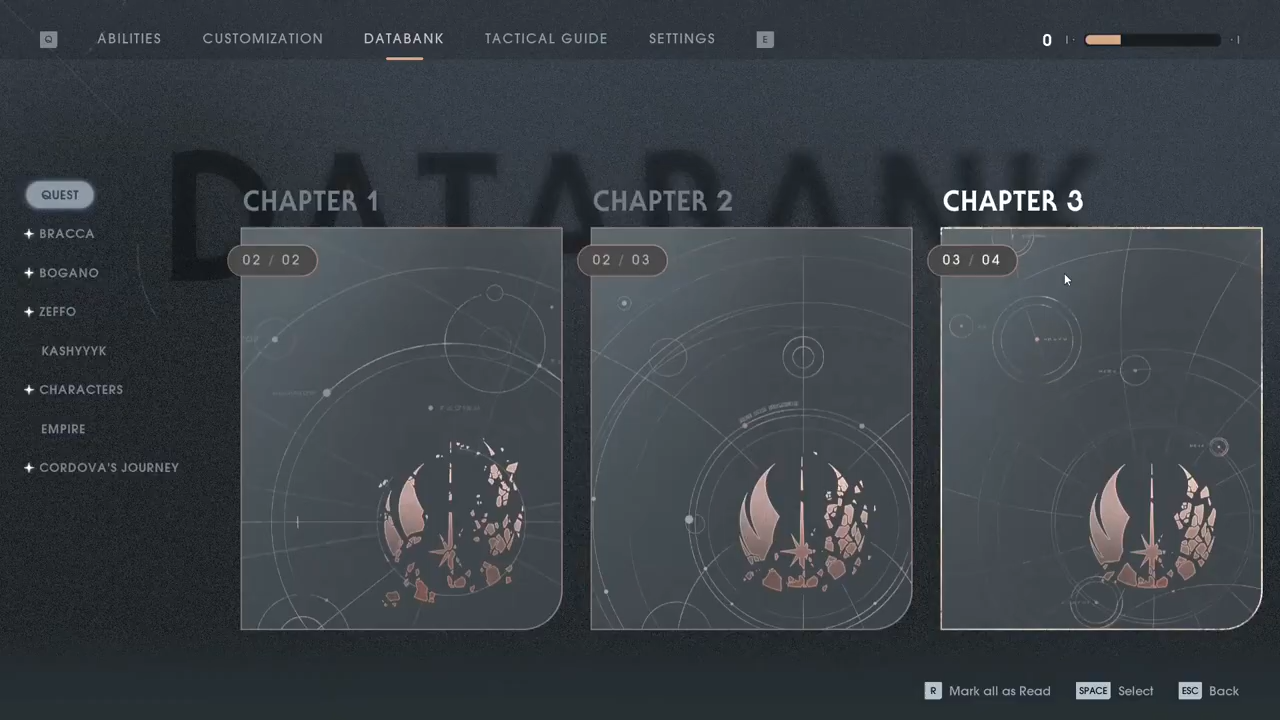 Q ABILITIES CUSTOMIZATION DATABANK TACTICAL GUIDE SETTINGS E 0
DATABANK
QUEST
BRACCA
BOGANO
ZEFFO
KASHYYYK
CHARACTERS
EMPIRE
CORDOVA'S JOURNEY
CHAPTER 1
02 / 02
CHAPTER 2
02 / 03
CHAPTER 3
03 / 04
R Mark all as Read SPACE Select ESC Back